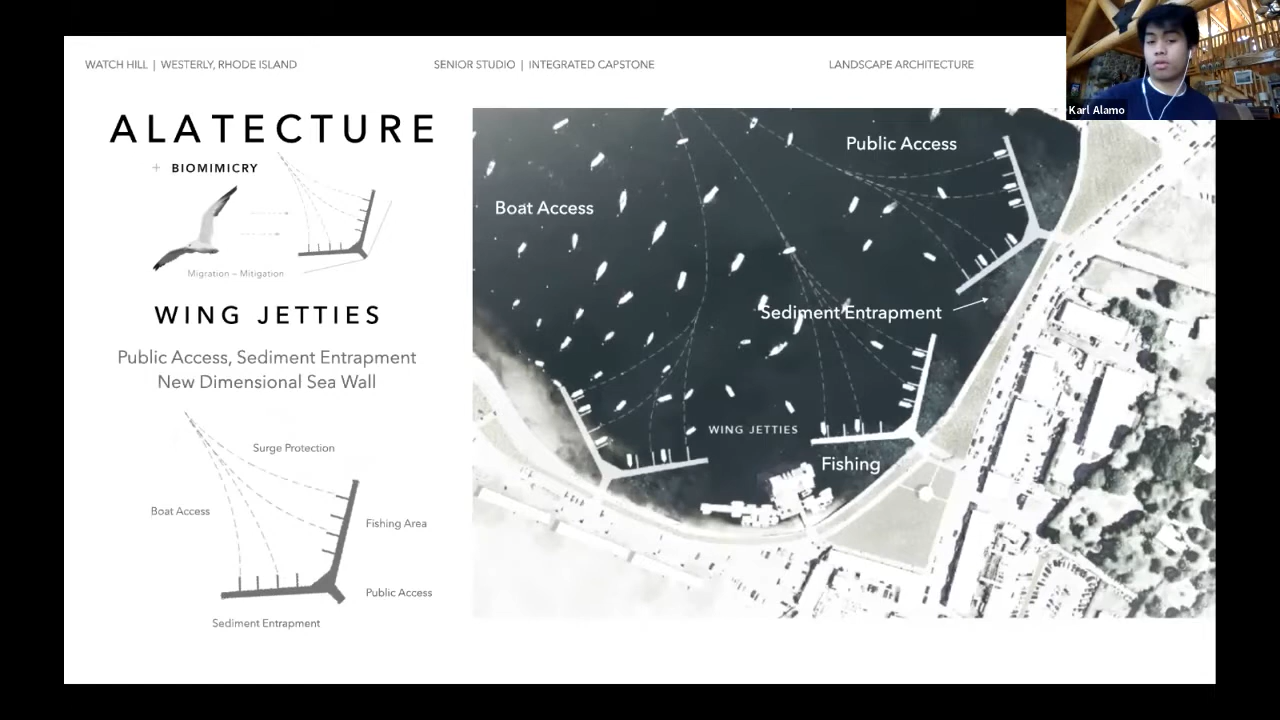 WATCH HILL | WESTERLY, RHODE ISLAND
SENIOR STUDIO | INTEGRATED CAPSTONE
LANDSCAPE ARCHITECTURE
Karl Alamo
ALATECTURE
+ BIOMIMICRY
Migration – Mitigation
WING JETTIES
Public Access, Sediment Entrapment
New Dimensional Sea Wall
Surge Protection
Boat Access
Fishing Area
Public Access
Sediment Entrapment
Public Access
Boat Access
Sediment Entrapment
WING JETTIES
Fishing